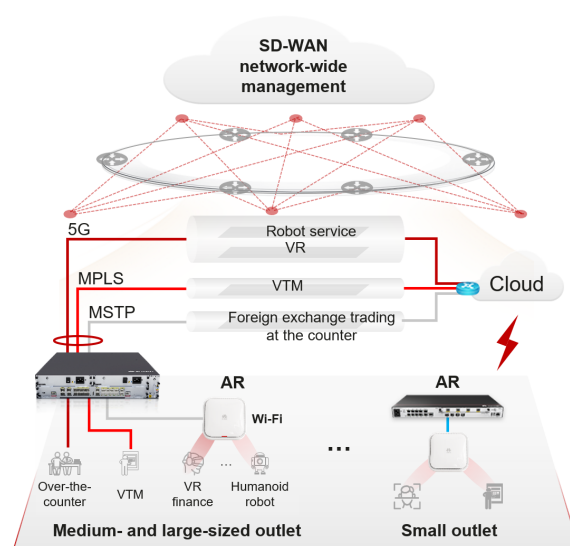 SD-WAN
network-wide
management
5G
Robot service
VR
MPLS
VTM
Cloud
MSTP
Foreign exchange trading
at the counter
AR
AR
Wi-Fi
...
...
Over-the-
counter
VTM
VR
finance
Humanoid
robot
Medium- and large-sized outlet
Small outlet